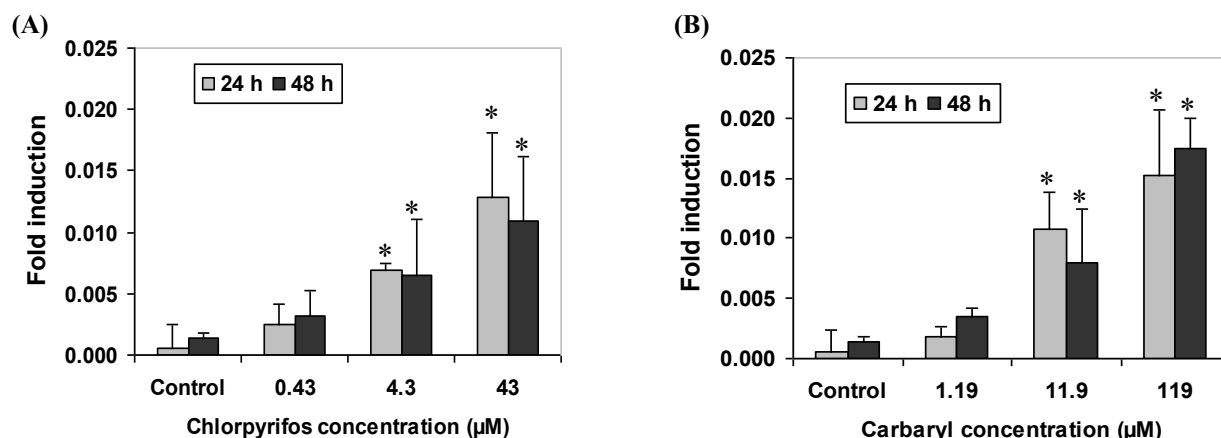 (A)
0.025
0.020
0.015
0.010
0.005
0.000
Fold induction
24 h 48 h
* * * *
Control 0.43 4.3 43
Chlorpyrifos concentration (µM)
(B)
0.025
0.020
0.015
0.010
0.005
0.000
Fold induction
24 h 48 h
* * * *
Control 1.19 11.9 119
Carbaryl concentration (µM)